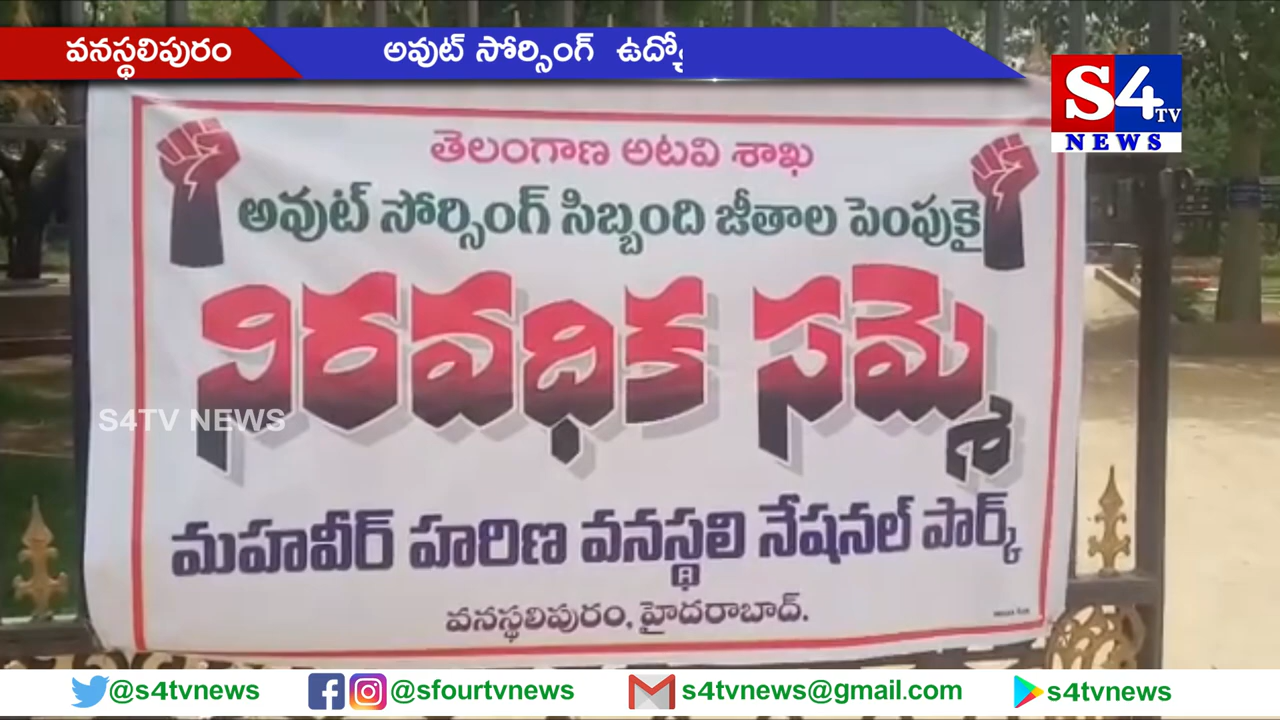 వనస్థలిపురం
అవుట్ సోర్సింగ్
S4 TV
NEWS
తెలంగాణ అటవి శాఖ
అవుట్ సోర్సింగ్ సిబ్బంది జీతాల పెంపుకై
నిరవధిక సమ్మె
S4TV NEWS
మహవీర్ హరిణ వనస్థలి నేషనల్ పార్క్
వనస్థలిపురం, హైదరాబాద్.
@s4tvnews
@sfourtvnews
s4tvnews@gmail.com
s4tvnews